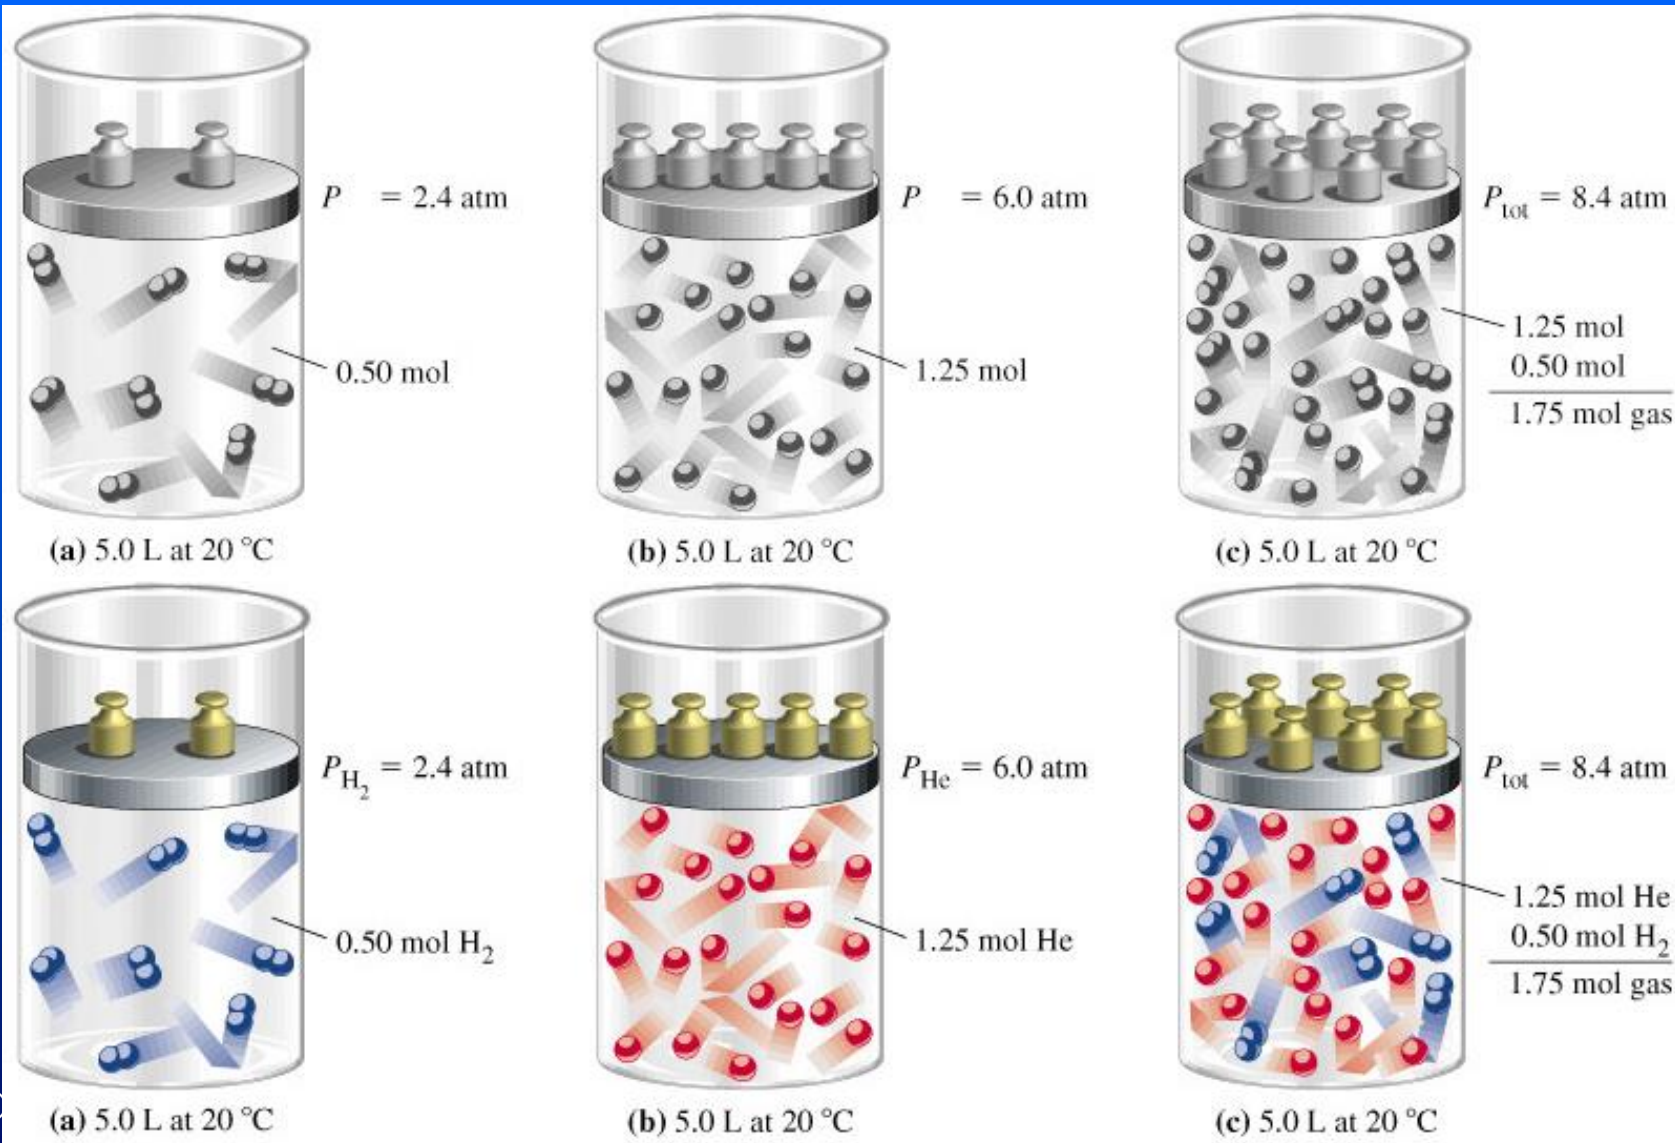 P = 2.4 atm
0.50 mol
(a) 5.0 L at 20 °C
P = 6.0 atm
1.25 mol
(b) 5.0 L at 20 °C
Ptot = 8.4 atm
1.25 mol
0.50 mol
1.75 mol gas
(c) 5.0 L at 20 °C
PH2 = 2.4 atm
0.50 mol H2
(a) 5.0 L at 20 °C
PHe = 6.0 atm
1.25 mol He
(b) 5.0 L at 20 °C
Ptot = 8.4 atm
1.25 mol He
0.50 mol H2
1.75 mol gas
(c) 5.0 L at 20 °C